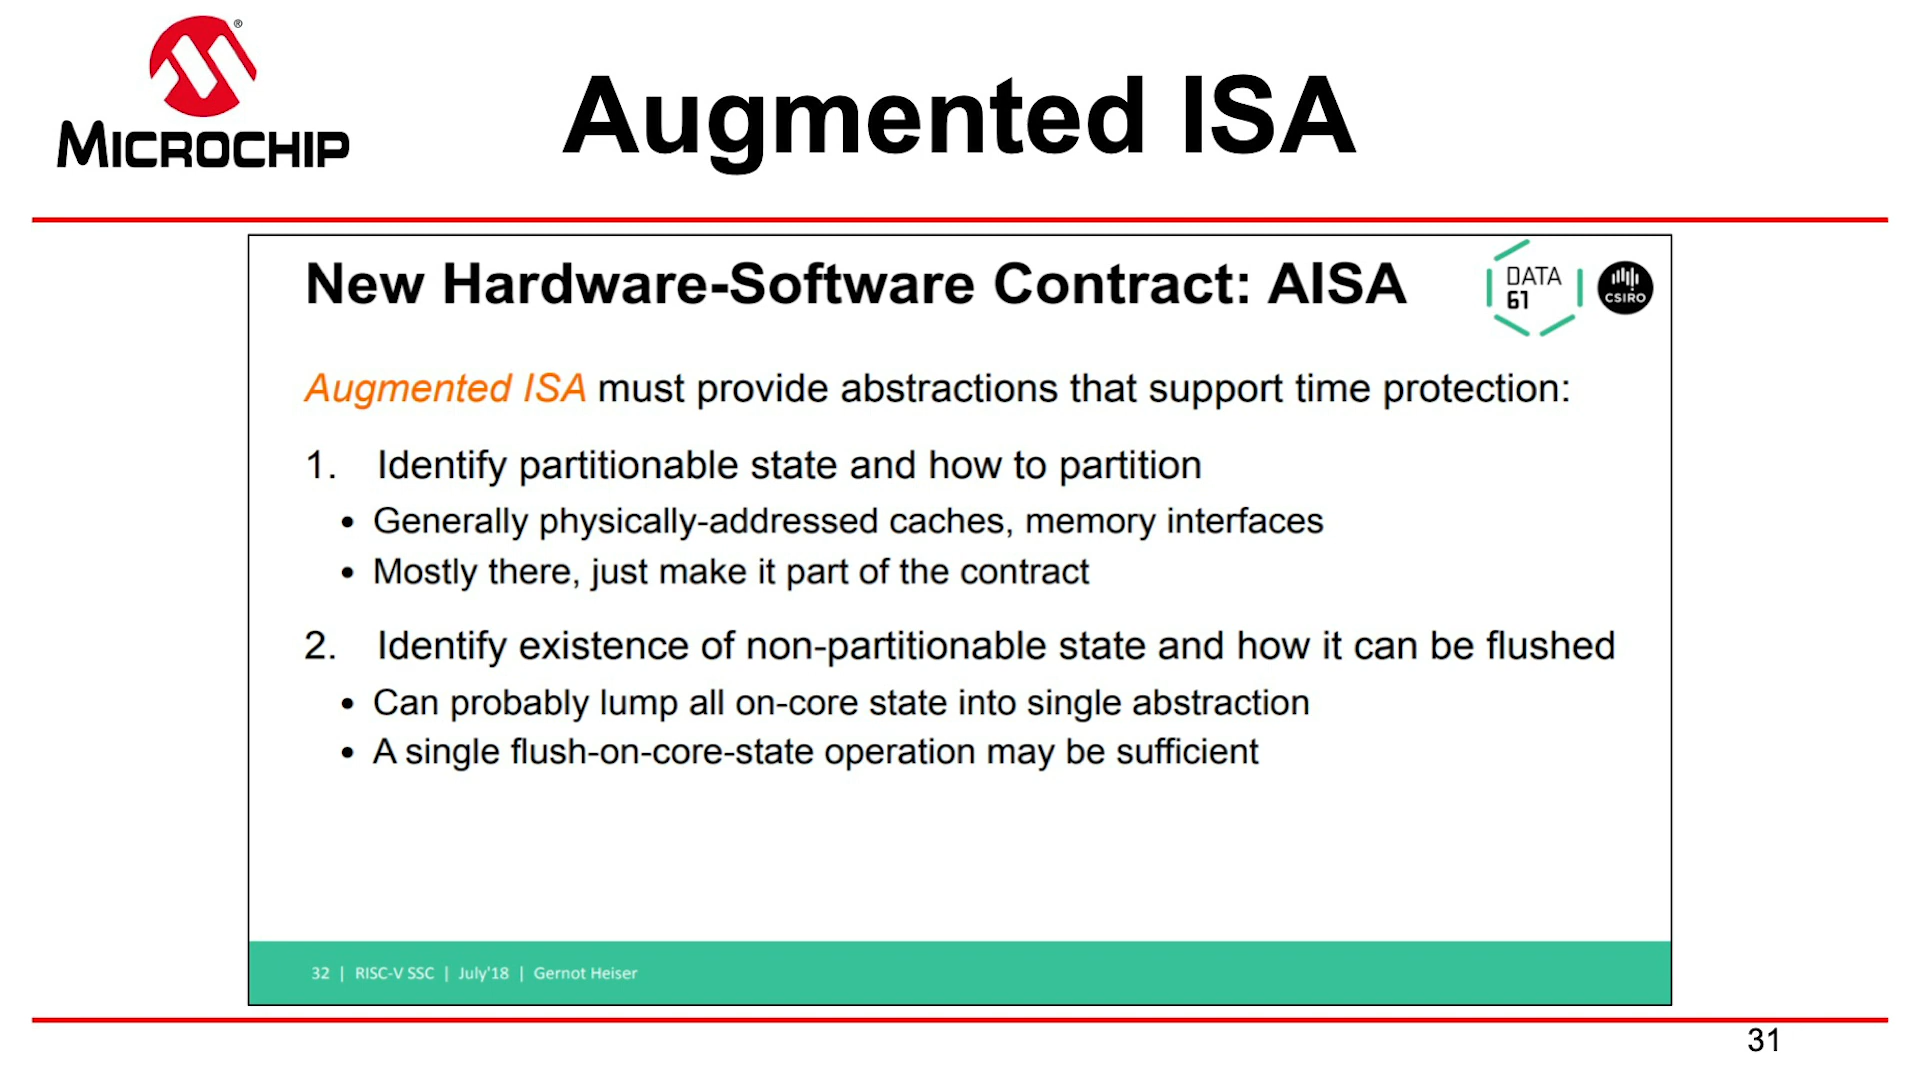 MICROCHIP
®
Augmented ISA
New Hardware-Software Contract: AISA
DATA
61
CSIRO
Augmented ISA must provide abstractions that support time protection:
1. Identify partitionable state and how to partition
• Generally physically-addressed caches, memory interfaces
• Mostly there, just make it part of the contract
2. Identify existence of non-partitionable state and how it can be flushed
• Can probably lump all on-core state into single abstraction
• A single flush-on-core-state operation may be sufficient
32 | RISC-V SSC | July'18 | Gernot Heiser
31